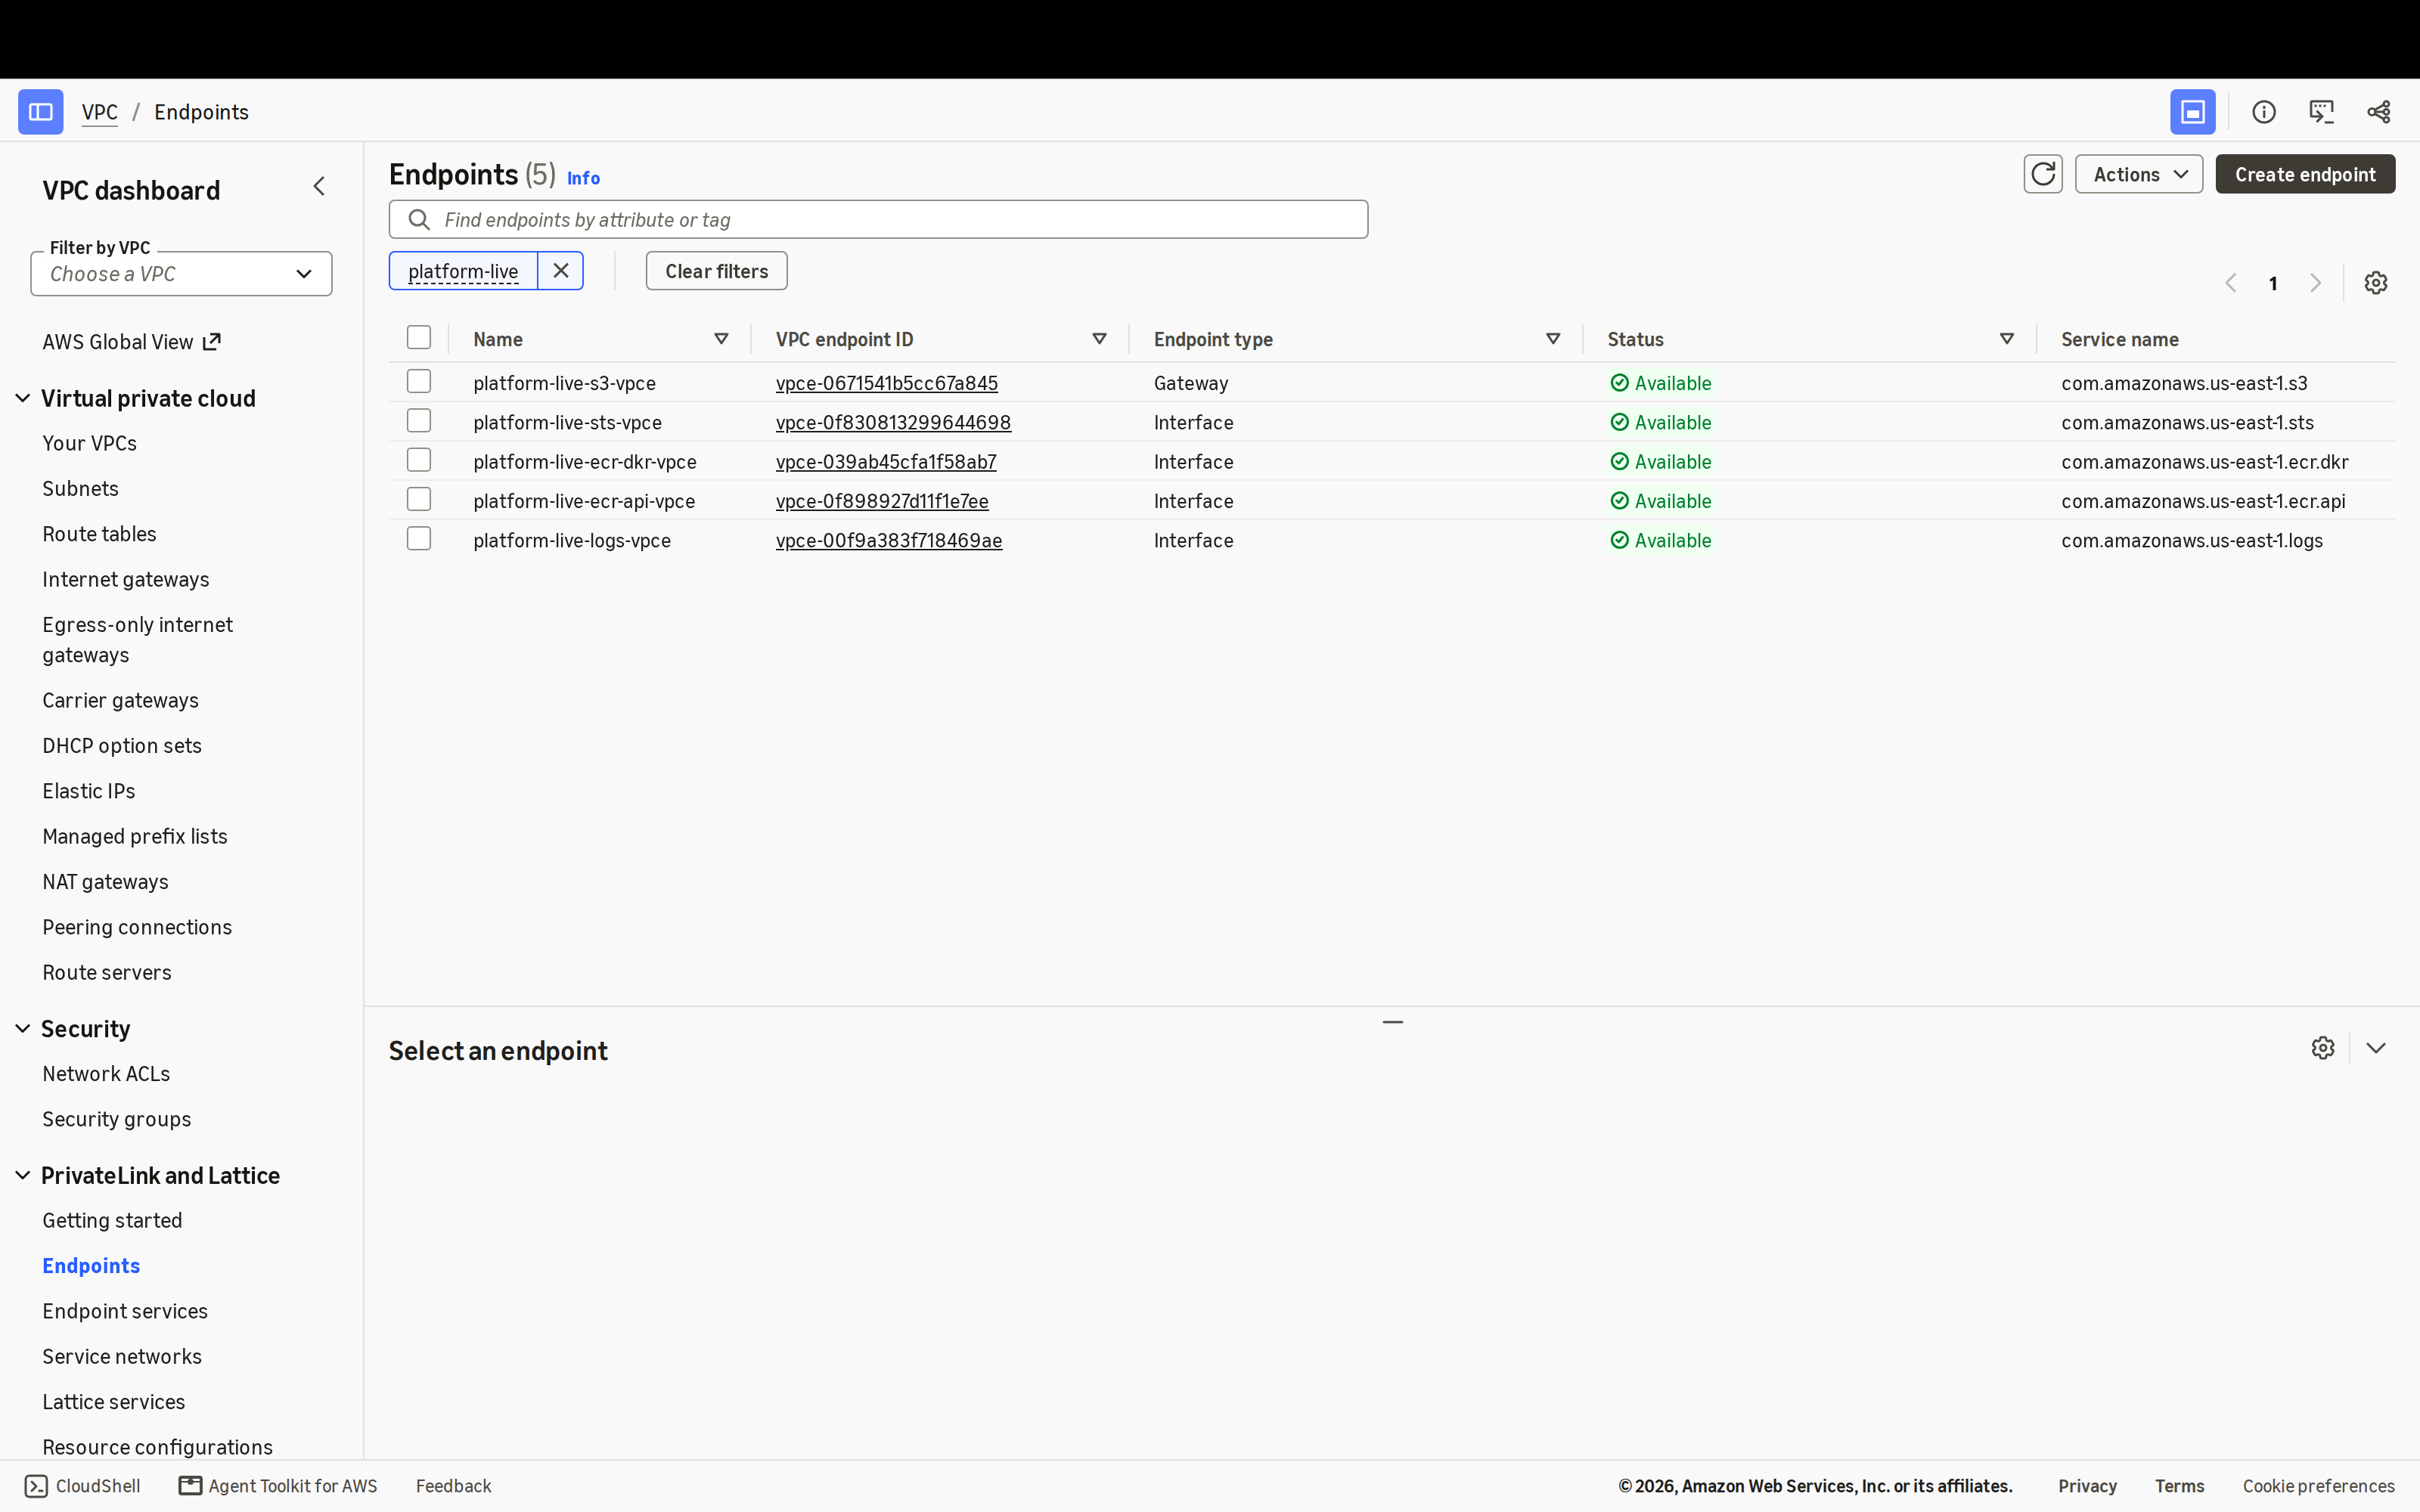 VPC / Endpoints
VPC dashboard
Filter by VPC
Choose a VPC
AWS Global View
Virtual private cloud
Your VPCs
Subnets
Route tables
Internet gateways
Egress-only internet
gateways
Carrier gateways
DHCP option sets
Elastic IPs
Managed prefix lists
NAT gateways
Peering connections
Route servers
Security
Network ACLs
Security groups
PrivateLink and Lattice
Getting started
Endpoints
Endpoint services
Service networks
Lattice services
Resource configurations
Endpoints (5) Info
Actions
Create endpoint
Find endpoints by attribute or tag
platform-live
Clear filters
1
Name VPC endpoint ID Endpoint type Status Service name
platform-live-s3-vpce vpce-0671541b5cc67a845 Gateway Available com.amazonaws.us-east-1.s3
platform-live-sts-vpce vpce-0f830813299644698 Interface Available com.amazonaws.us-east-1.sts
platform-live-ecr-dkr-vpce vpce-039ab45cfa1f58ab7 Interface Available com.amazonaws.us-east-1.ecr.dkr
platform-live-ecr-api-vpce vpce-0f898927d11f1e7ee Interface Available com.amazonaws.us-east-1.ecr.api
platform-live-logs-vpce vpce-00f9a383f718469ae Interface Available com.amazonaws.us-east-1.logs
Select an endpoint
CloudShell Agent Toolkit for AWS Feedback © 2026, Amazon Web Services, Inc. or its affiliates. Privacy Terms Cookie preferences